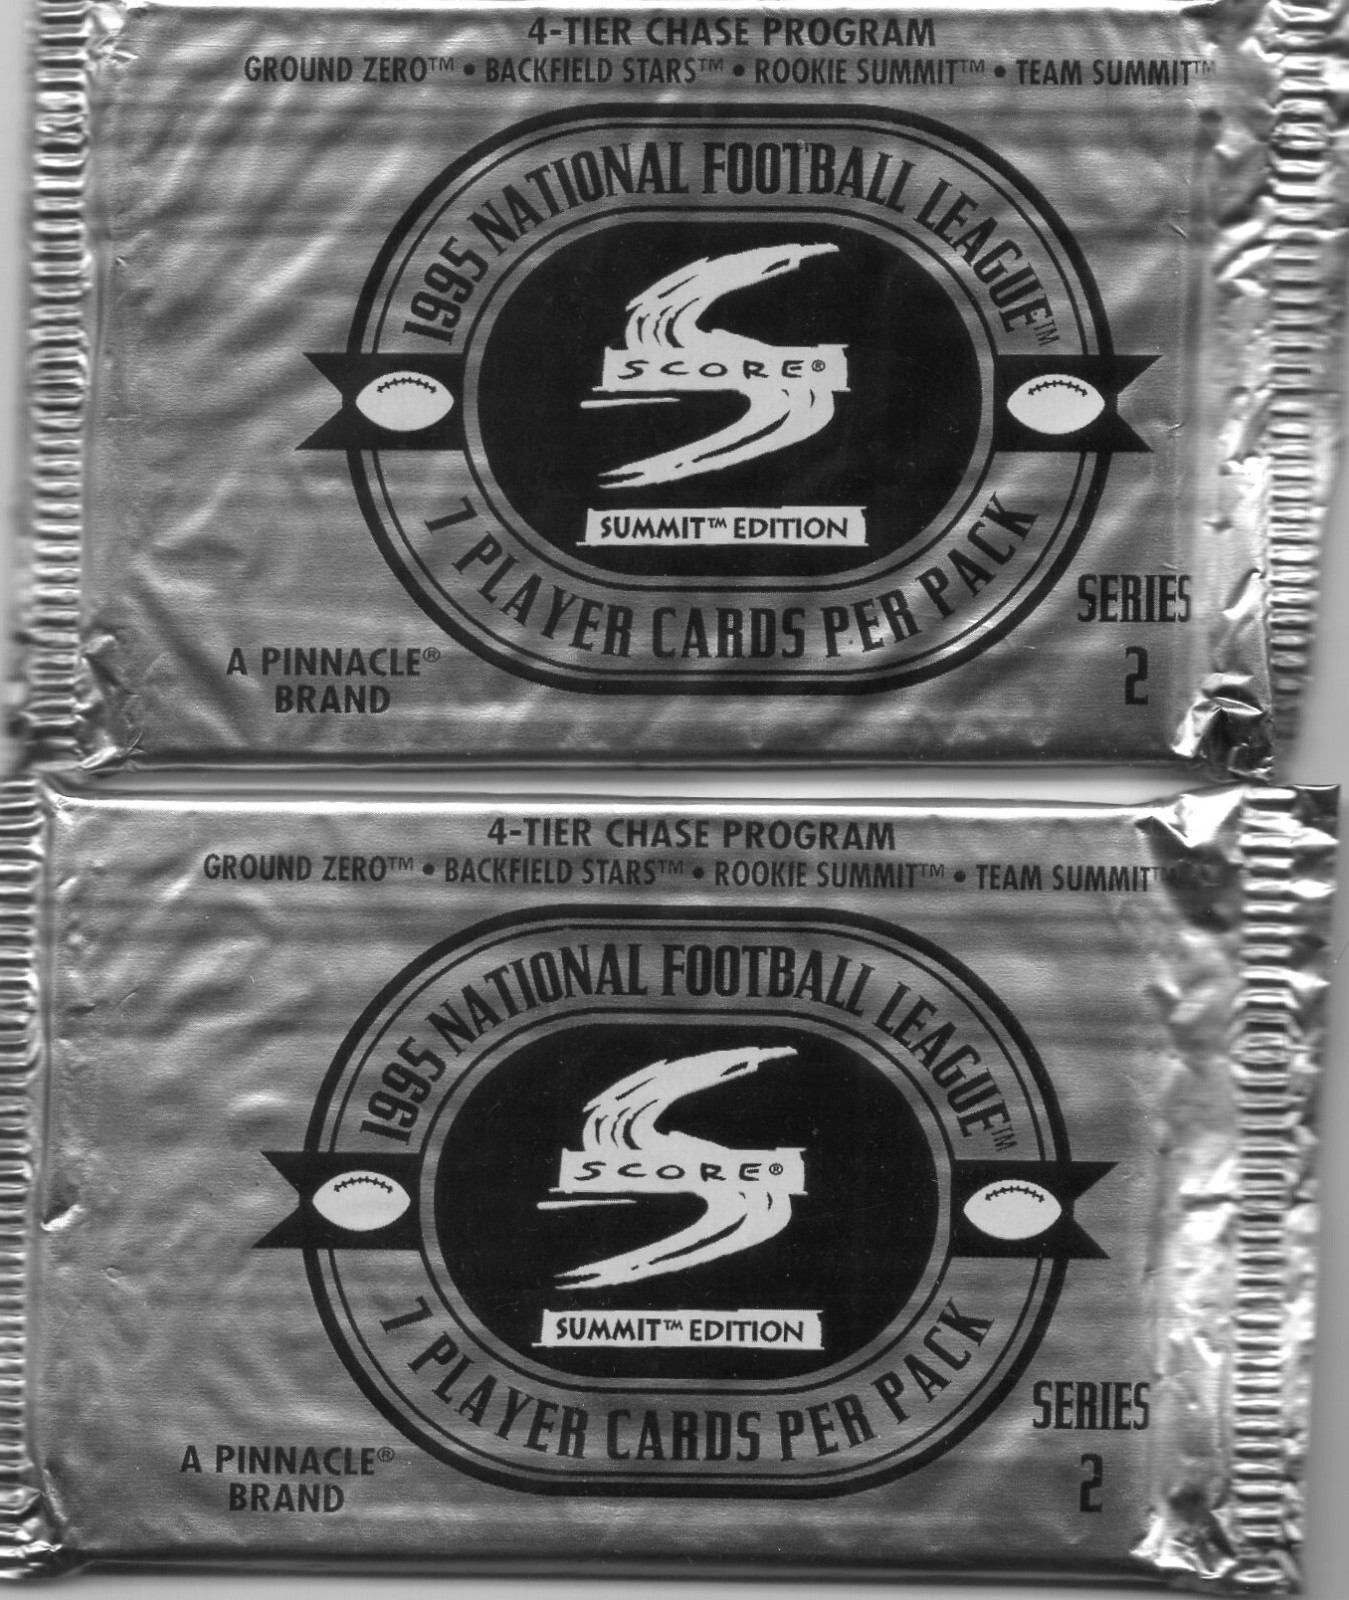 4-TIER CHASE PROGRAM
GROUND ZERO™ • BACKFIELD STARS™ • ROOKIE SUMMIT™ • TEAM SUMMIT™
1995 NATIONAL FOOTBALL LEAGUE™
SCORE®
SUMMIT™ EDITION
7 PLAYER CARDS PER PACK
SERIES
2
A PINNACLE®
BRAND
4-TIER CHASE PROGRAM
GROUND ZERO™ • BACKFIELD STARS™ • ROOKIE SUMMIT™ • TEAM SUMMIT™
1995 NATIONAL FOOTBALL LEAGUE™
SCORE®
SUMMIT™ EDITION
7 PLAYER CARDS PER PACK
SERIES
2
A PINNACLE®
BRAND